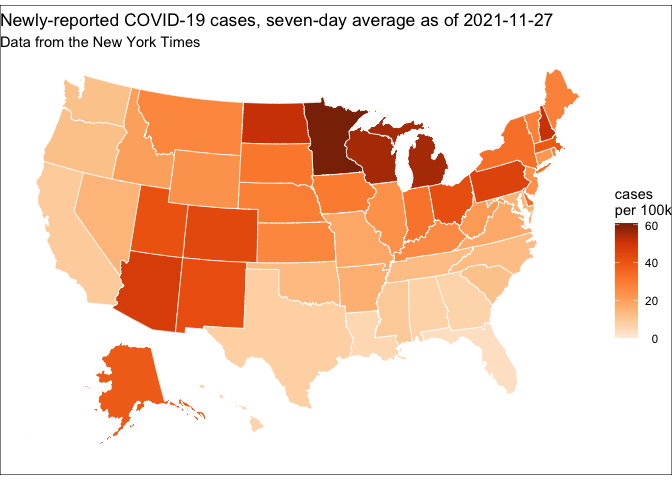 Newly-reported COVID-19 cases, seven-day average as of 2021-11-27
Data from the New York Times
cases
per 100k
60
40
20
0